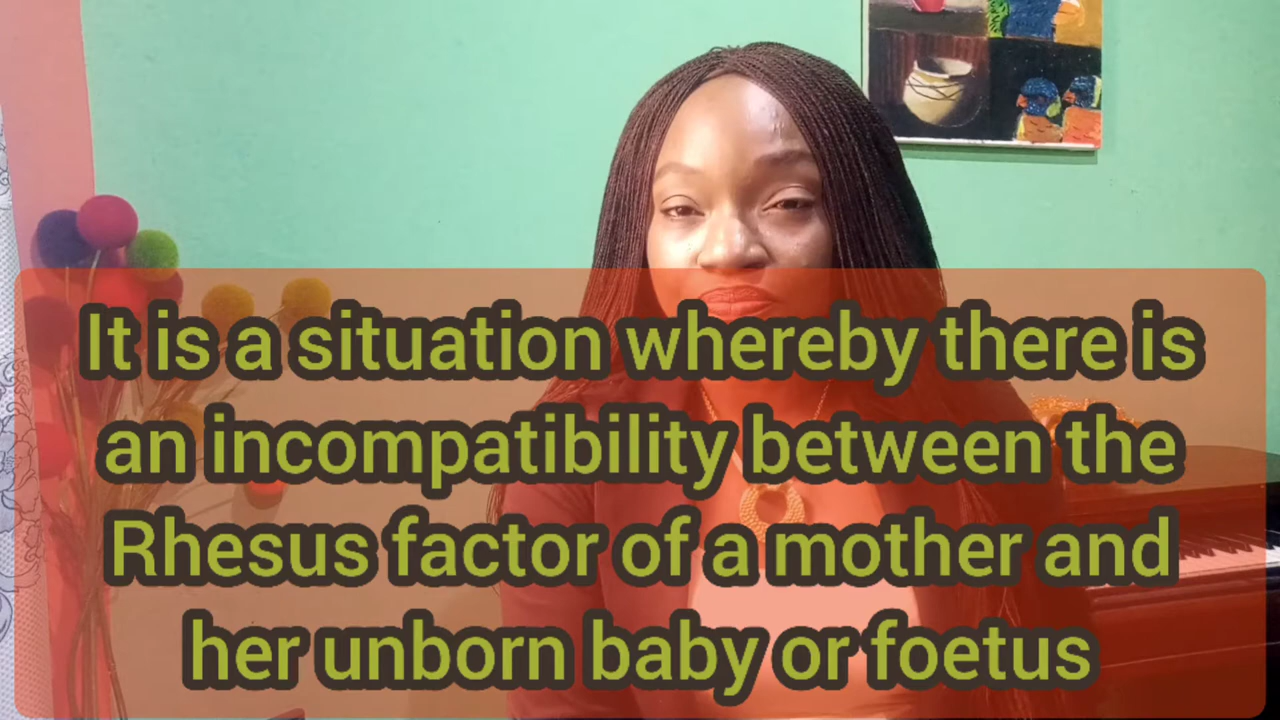 It is a situation whereby there is
an incompatibility between the
Rhesus factor of a mother and
her unborn baby or foetus